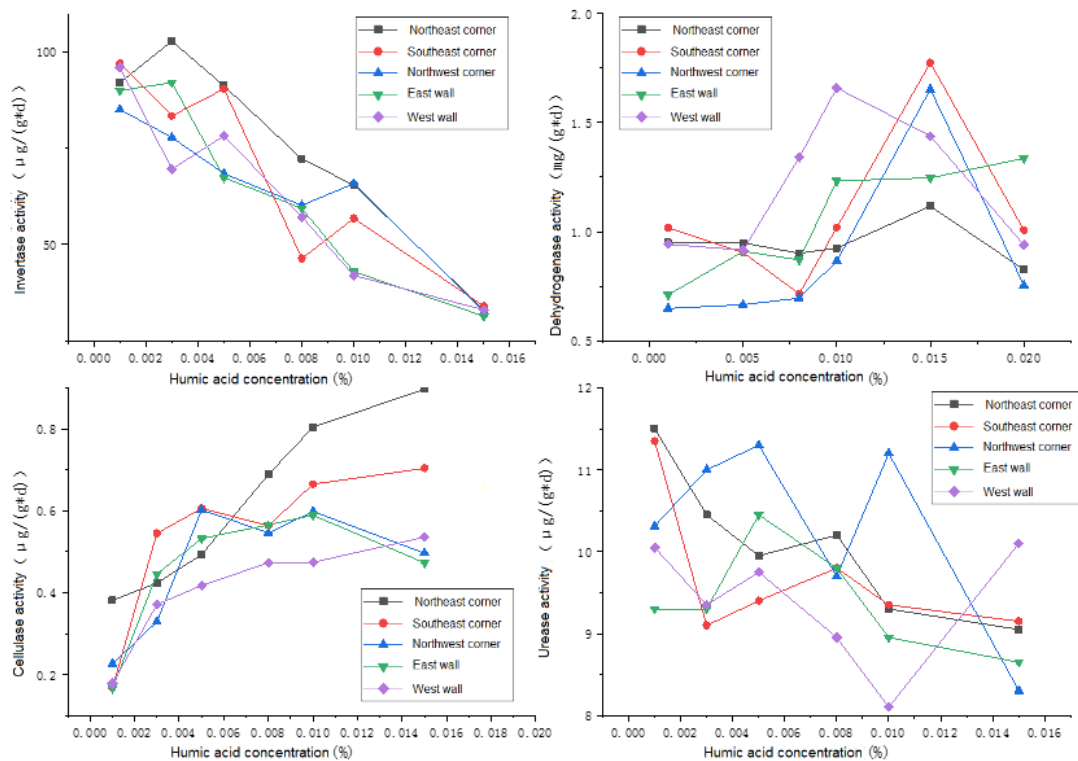 Invertase activity ( μg/(g*d) )
100
50
Northeast corner
Southeast corner
Northwest corner
East wall
West wall
0.000 0.002 0.004 0.006 0.008 0.010 0.012 0.014 0.016
Humic acid concentration (%)
Dehydrogenase activity ( mg/(g*d) )
2.0
1.5
1.0
0.5
Northeast corner
Southeast corner
Northwest corner
East wall
West wall
0.000 0.005 0.010 0.015 0.020
Humic acid concentration (%)
Cellulase activity ( μg/(g*d) )
0.8
0.6
0.4
0.2
Northeast corner
Southeast corner
Northwest corner
East wall
West wall
0.000 0.002 0.004 0.006 0.008 0.010 0.012 0.014 0.016 0.018 0.020
Humic acid concentration (%)
Urease activity ( μg/(g*d) )
12
11
10
9
8
Northeast corner
Southeast corner
Northwest corner
East wall
West wall
0.000 0.002 0.004 0.006 0.008 0.010 0.012 0.014 0.016
Humic acid concentration (%)